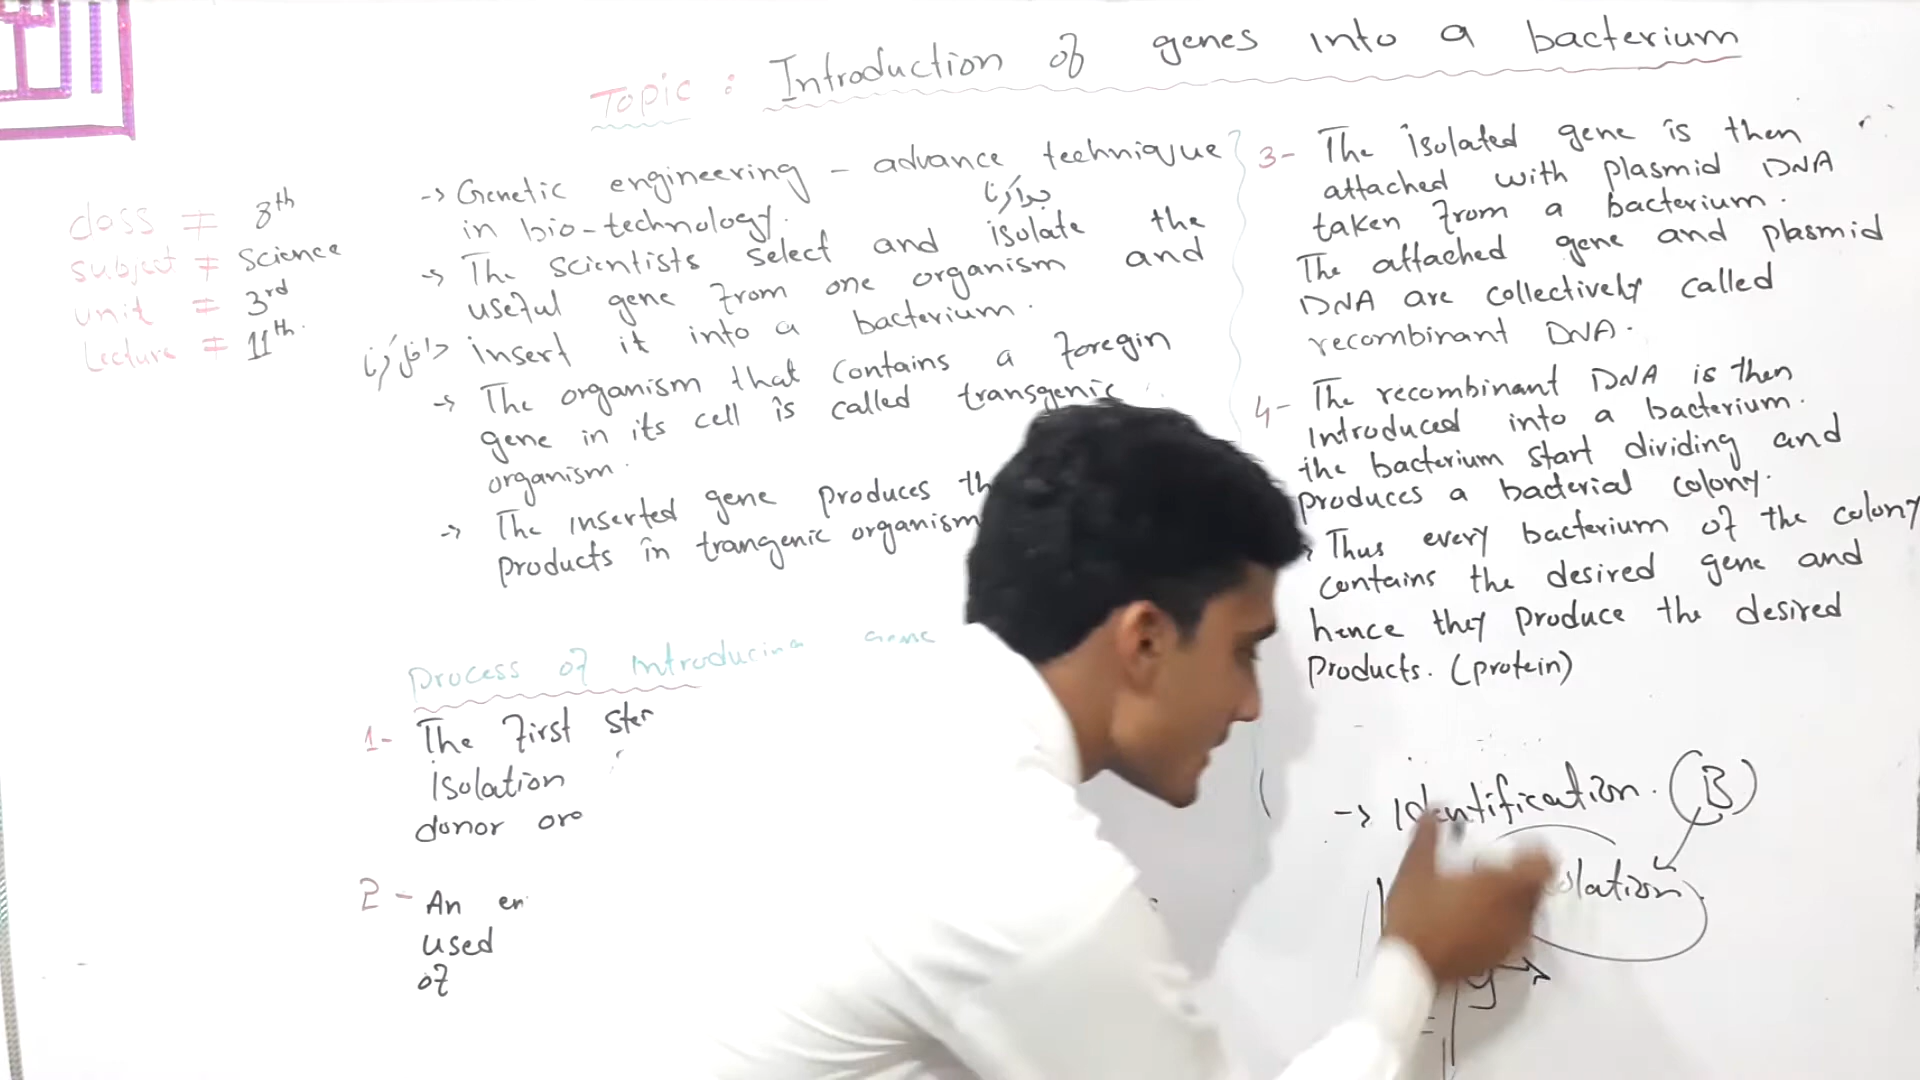 Topic : Introduction of genes into a bacterium
class = 8th
subject = Science
unit = 3rd
Lecture = 11th
→ Genetic engineering - advance technique
in bio-technology.
جدا کرنا
→ The scientists select and isolate the
useful gene from one organism and
insert it into a bacterium.
داخل کرنا
→ The organism that contains a foregin
gene in its cell is called transgenic
organism.
→ The inserted gene produces
products in trangenic organism
Process of introducing gene
1- The first
Isolation
donor
2- An
used
of
3- The isolated gene is then
attached with plasmid DNA
taken from a bacterium.
The attached gene and plasmid
DNA are collectively called
recombinant DNA.
4- The recombinant DNA is then
Introduced into a bacterium.
the bacterium start dividing and
produces a bacterial colony.
Thus every bacterium of the colony
contains the desired gene and
hence they produce the desired
products. (protein)
→ Identification. (B)